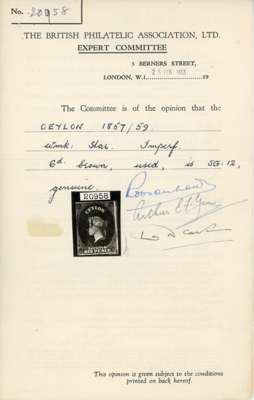 No. 20958
THE BRITISH PHILATELIC ASSOCIATION, LTD.
EXPERT COMMITTEE
3 BERNERS STREET,
LONDON, W.1. FEB 19
The Committee is of the opinion that the
CEYLON 1857/59
wmk: Star. Imperf.
6d brown, used, is SG:12,
genuine.
20958
CEYLON
SIX PENCE
This opinion is given subject to the conditions
printed on back hereof.